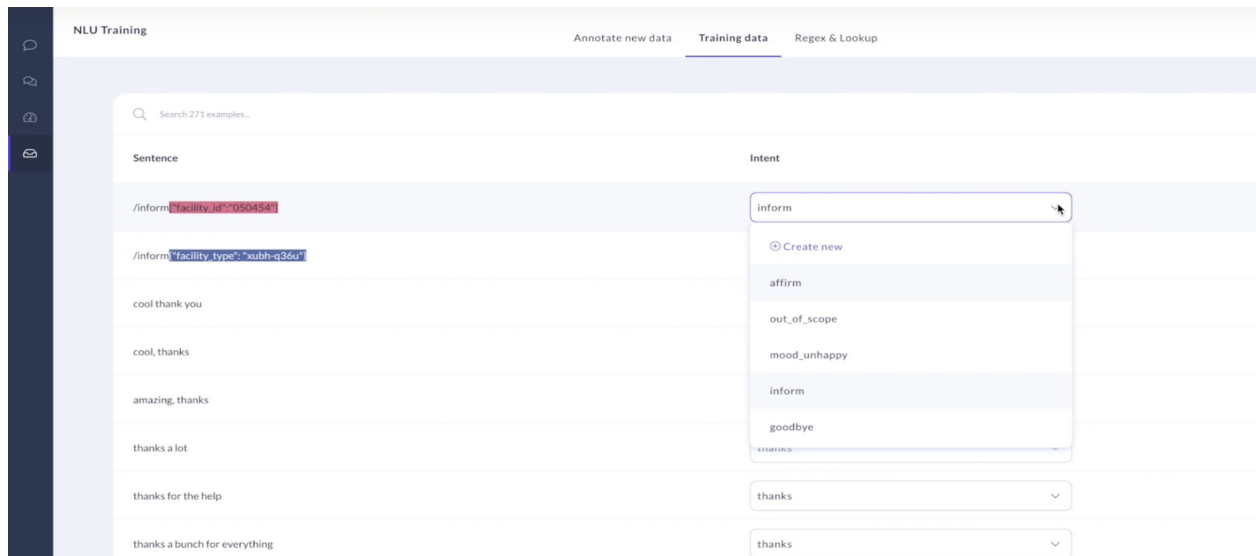 NLU Training
Annotate new data Training data Regex & Lookup
Search 271 examples...
Sentence Intent
/inform{"facility_id":"050454"} inform
Create new
/inform{"facility_type": "xubh-q36u"}
affirm
cool thank you
out_of_scope
cool, thanks
mood_unhappy
inform
amazing, thanks
goodbye
thanks a lot thanks
thanks for the help thanks
thanks a bunch for everything thanks